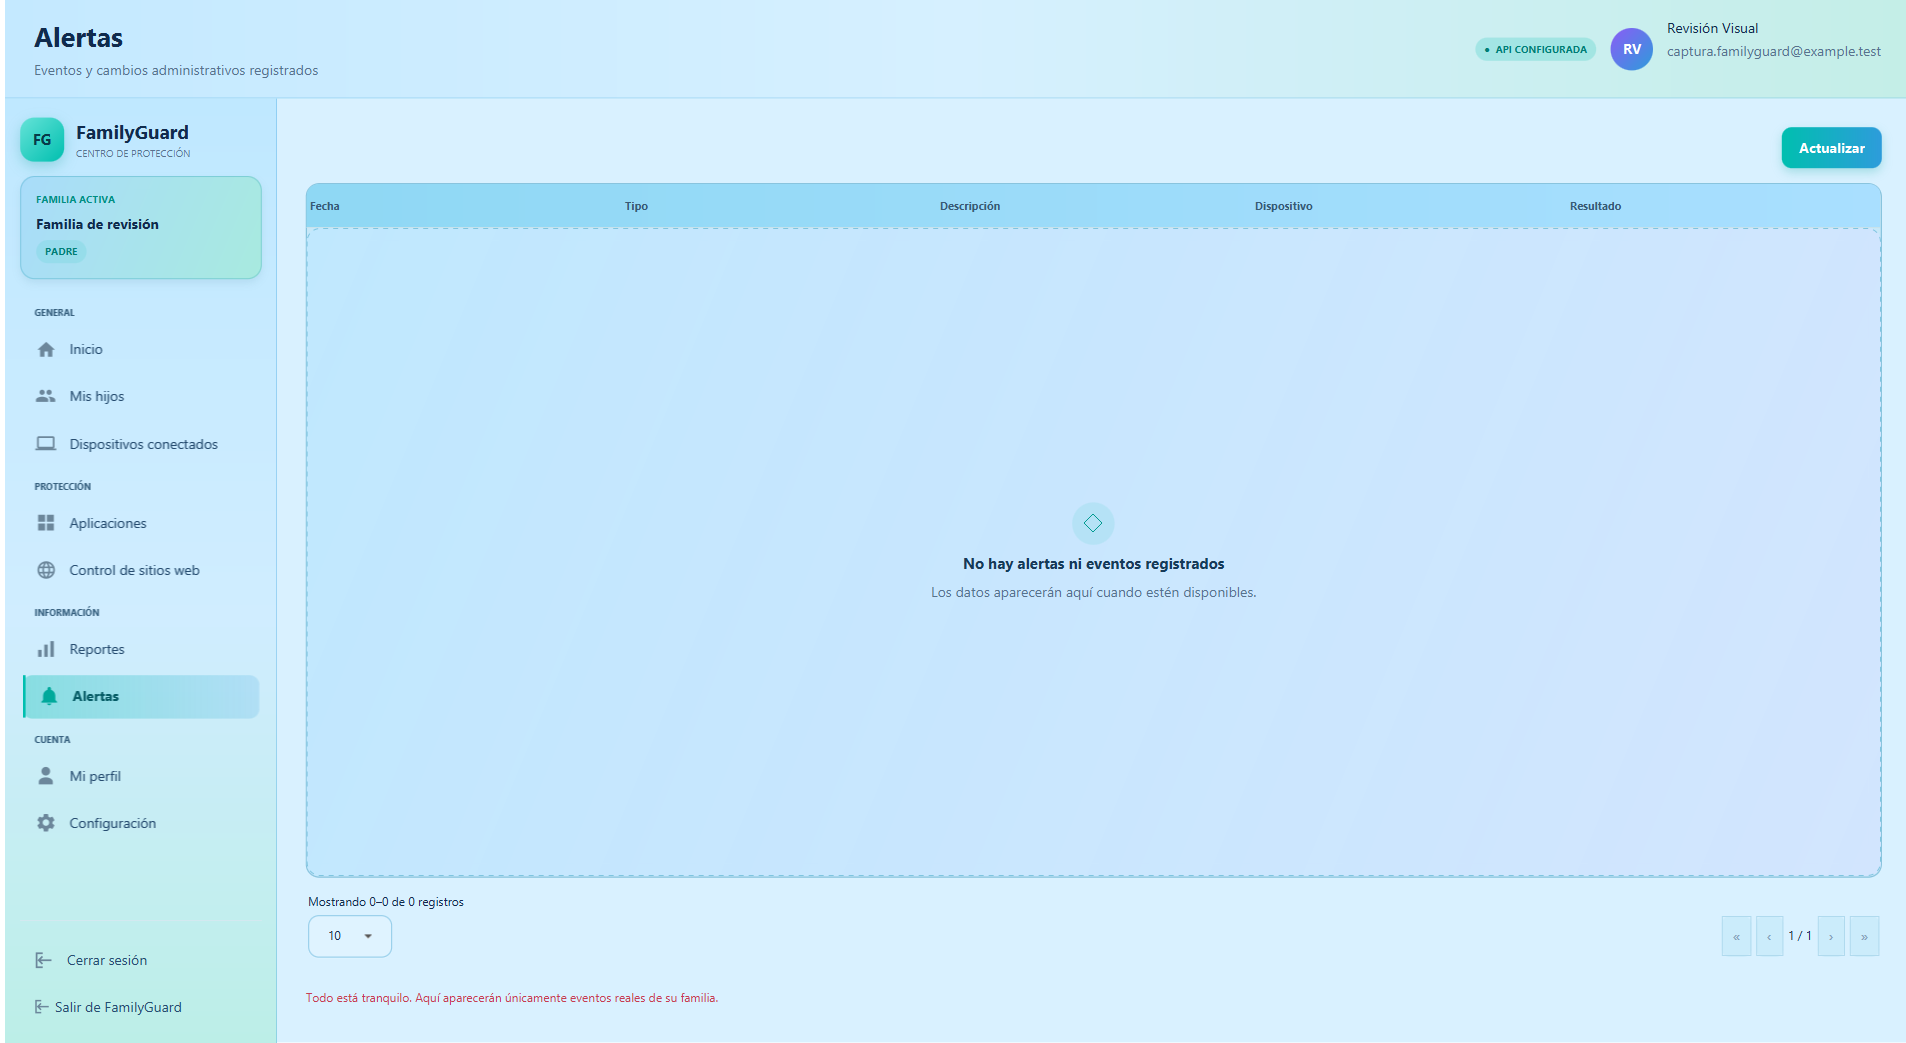 Alertas
Eventos y cambios administrativos registrados
• API CONFIGURADA
RV
Revisión Visual
captura.familyguard@example.test
FG
FamilyGuard
CENTRO DE PROTECCIÓN
FAMILIA ACTIVA
Familia de revisión
PADRE
GENERAL
Inicio
Mis hijos
Dispositivos conectados
PROTECCIÓN
Aplicaciones
Control de sitios web
INFORMACIÓN
Reportes
Alertas
CUENTA
Mi perfil
Configuración
Cerrar sesión
Salir de FamilyGuard
Actualizar
Fecha Tipo Descripción Dispositivo Resultado
No hay alertas ni eventos registrados
Los datos aparecerán aquí cuando estén disponibles.
Mostrando 0–0 de 0 registros
10
« ‹ 1 / 1 › »
Todo está tranquilo. Aquí aparecerán únicamente eventos reales de su familia.